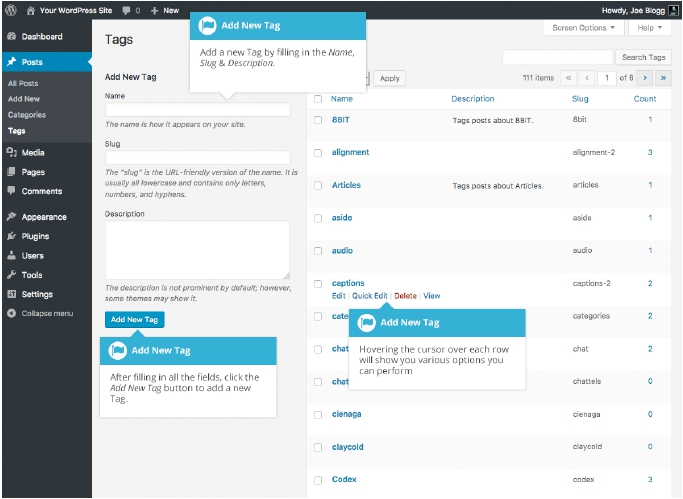 Your WordPress Site 0 + New Howdy, Joe Blogg
Dashboard
Posts
All Posts
Add New
Categories
Tags
Media
Pages
Comments
Appearance
Plugins
Users
Tools
Settings
Collapse menu
Screen Options Help
Tags
Search Tags
Add New Tag
Add a new Tag by filling in the Name,
Slug & Description.
Apply
111 items « ‹ 1 of 6 › »
Add New Tag
Name
The name is how it appears on your site.
Slug
The “slug” is the URL-friendly version of the name. It is
usually all lowercase and contains only letters,
numbers, and hyphens.
Description
The description is not prominent by default; however,
some themes may show it.
Add New Tag
Add New Tag
After filling in all the fields, click the
Add New Tag button to add a new
Tag.
Name Description Slug Count
8BIT Tags posts about 8BIT. 8bit 1
alignment alignment-2 3
Articles Tags posts about Articles. articles 1
aside aside 1
audio audio 1
captions captions-2 2
Edit | Quick Edit | Delete | View
cate categories 2
chat chat 2
chat chattels 0
Add New Tag
Hovering the cursor over each row
will show you various options you
can perform
cienaga cienaga 0
claycold claycold 0
Codex codex 3